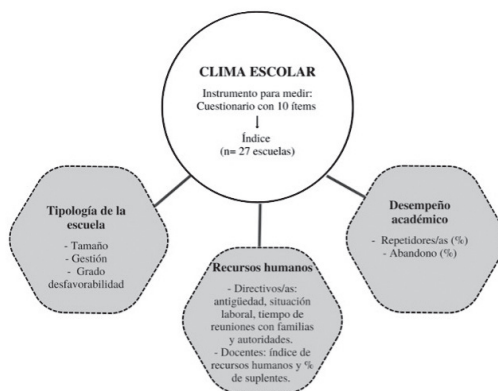 CLIMA ESCOLAR
Instrumento para medir:
Cuestionario con 10 ítems
Índice
(n= 27 escuelas)
Tipología de la
escuela
- Tamaño
- Gestión
- Grado
desfavorabilidad
Recursos humanos
- Directivos/as:
antigüedad, situación
laboral, tiempo de
reuniones con familias
y autoridades.
- Docentes: índice de
recursos humanos y %
de suplentes.
Desempeño
académico
- Repetidores/as (%)
- Abandono (%)